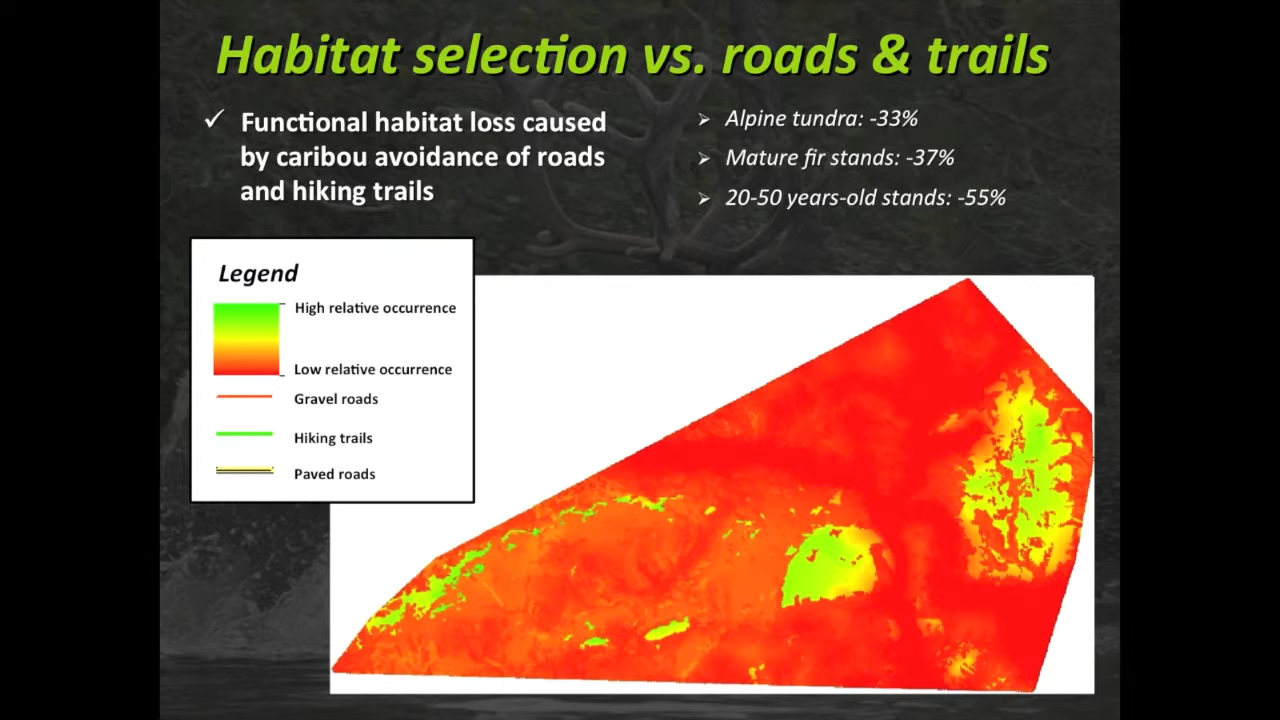 Habitat selection vs. roads & trails
✓ Functional habitat loss caused
by caribou avoidance of roads
and hiking trails
➢ Alpine tundra: -33%
➢ Mature fir stands: -37%
➢ 20-50 years-old stands: -55%
Legend
High relative occurrence
Low relative occurrence
Gravel roads
Hiking trails
Paved roads